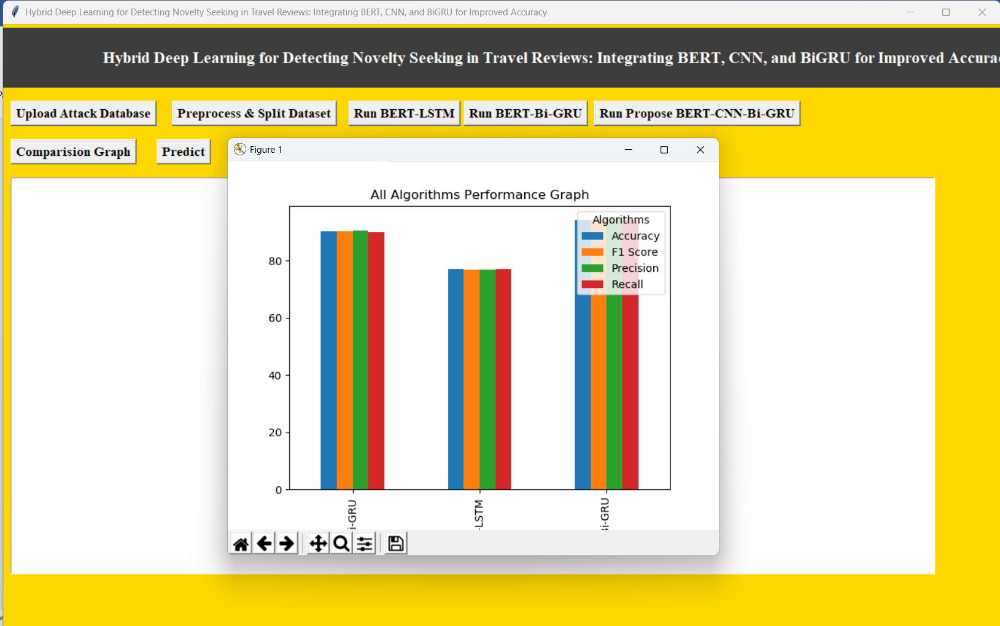 Hybrid Deep Learning for Detecting Novelty Seeking in Travel Reviews: Integrating BERT, CNN, and BiGRU for Improved Accuracy
Hybrid Deep Learning for Detecting Novelty Seeking in Travel Reviews: Integrating BERT, CNN, and BiGRU for Improved Accura
Upload Attack Database Preprocess & Split Dataset Run BERT-LSTM Run BERT-Bi-GRU Run Propose BERT-CNN-Bi-GRU
Comparision Graph Predict
Figure 1
All Algorithms Performance Graph
Algorithms
Accuracy
F1 Score
Precision
Recall
80
60
40
20
0
i-GRU
-LSTM
i-GRU